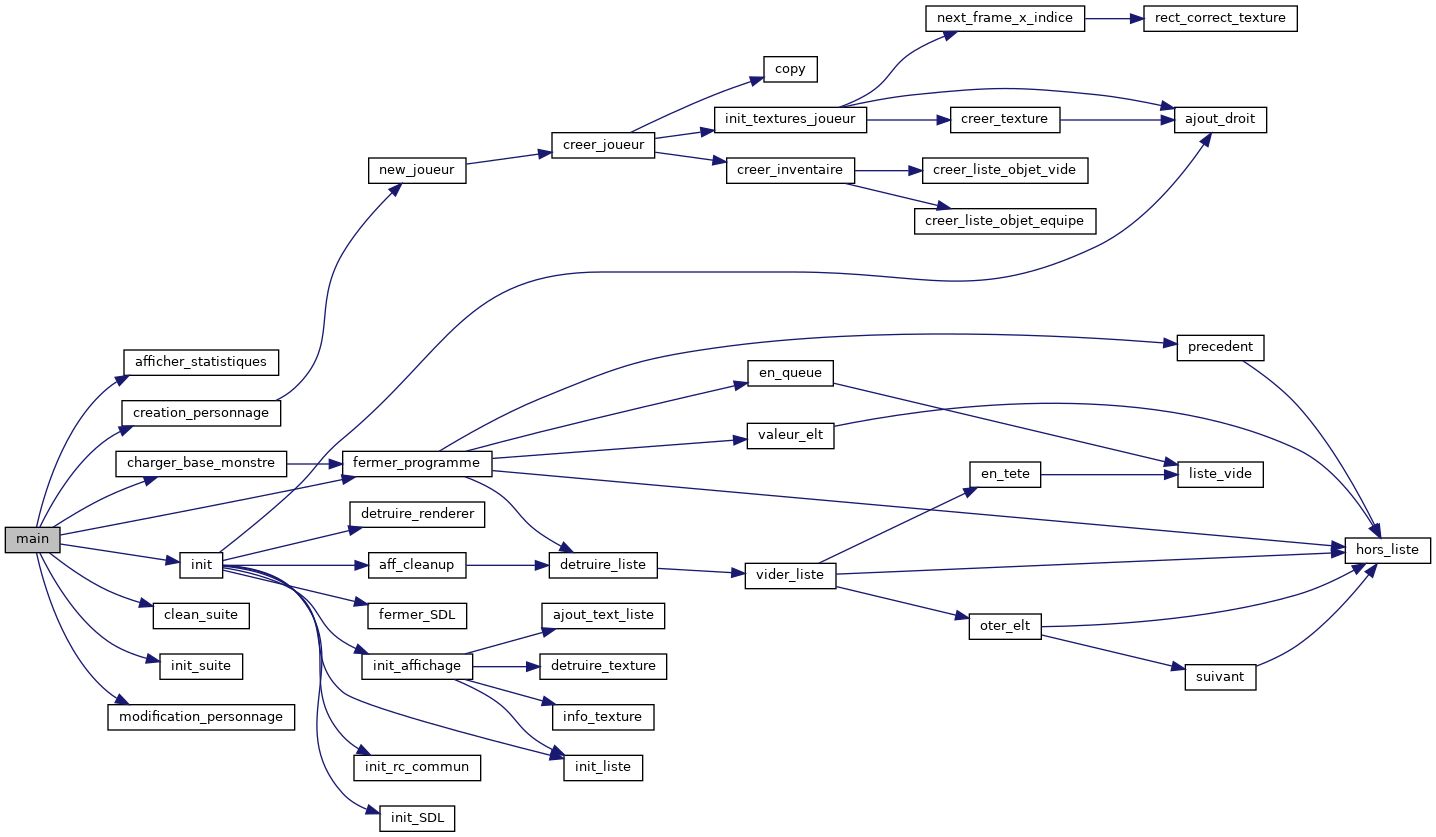 next_frame_x_indice
rect_correct_texture
copy
init_textures_joueur
creer_texture
ajout_droit
creer_joueur
new_joueur
creer_inventaire
creer_liste_objet_vide
creer_liste_objet_equipe
precedent
afficher_statistiques
en_queue
creation_personnage
valeur_elt
charger_base_monstre
fermer_programme
en_tete
liste_vide
detruire_renderer
main
hors_liste
init
aff_cleanup
detruire_liste
vider_liste
clean_suite
fermer_SDL
ajout_text_liste
oter_elt
init_suite
init_affichage
detruire_texture
suivant
modification_personnage
info_texture
init_rc_commun
init_liste
init_SDL